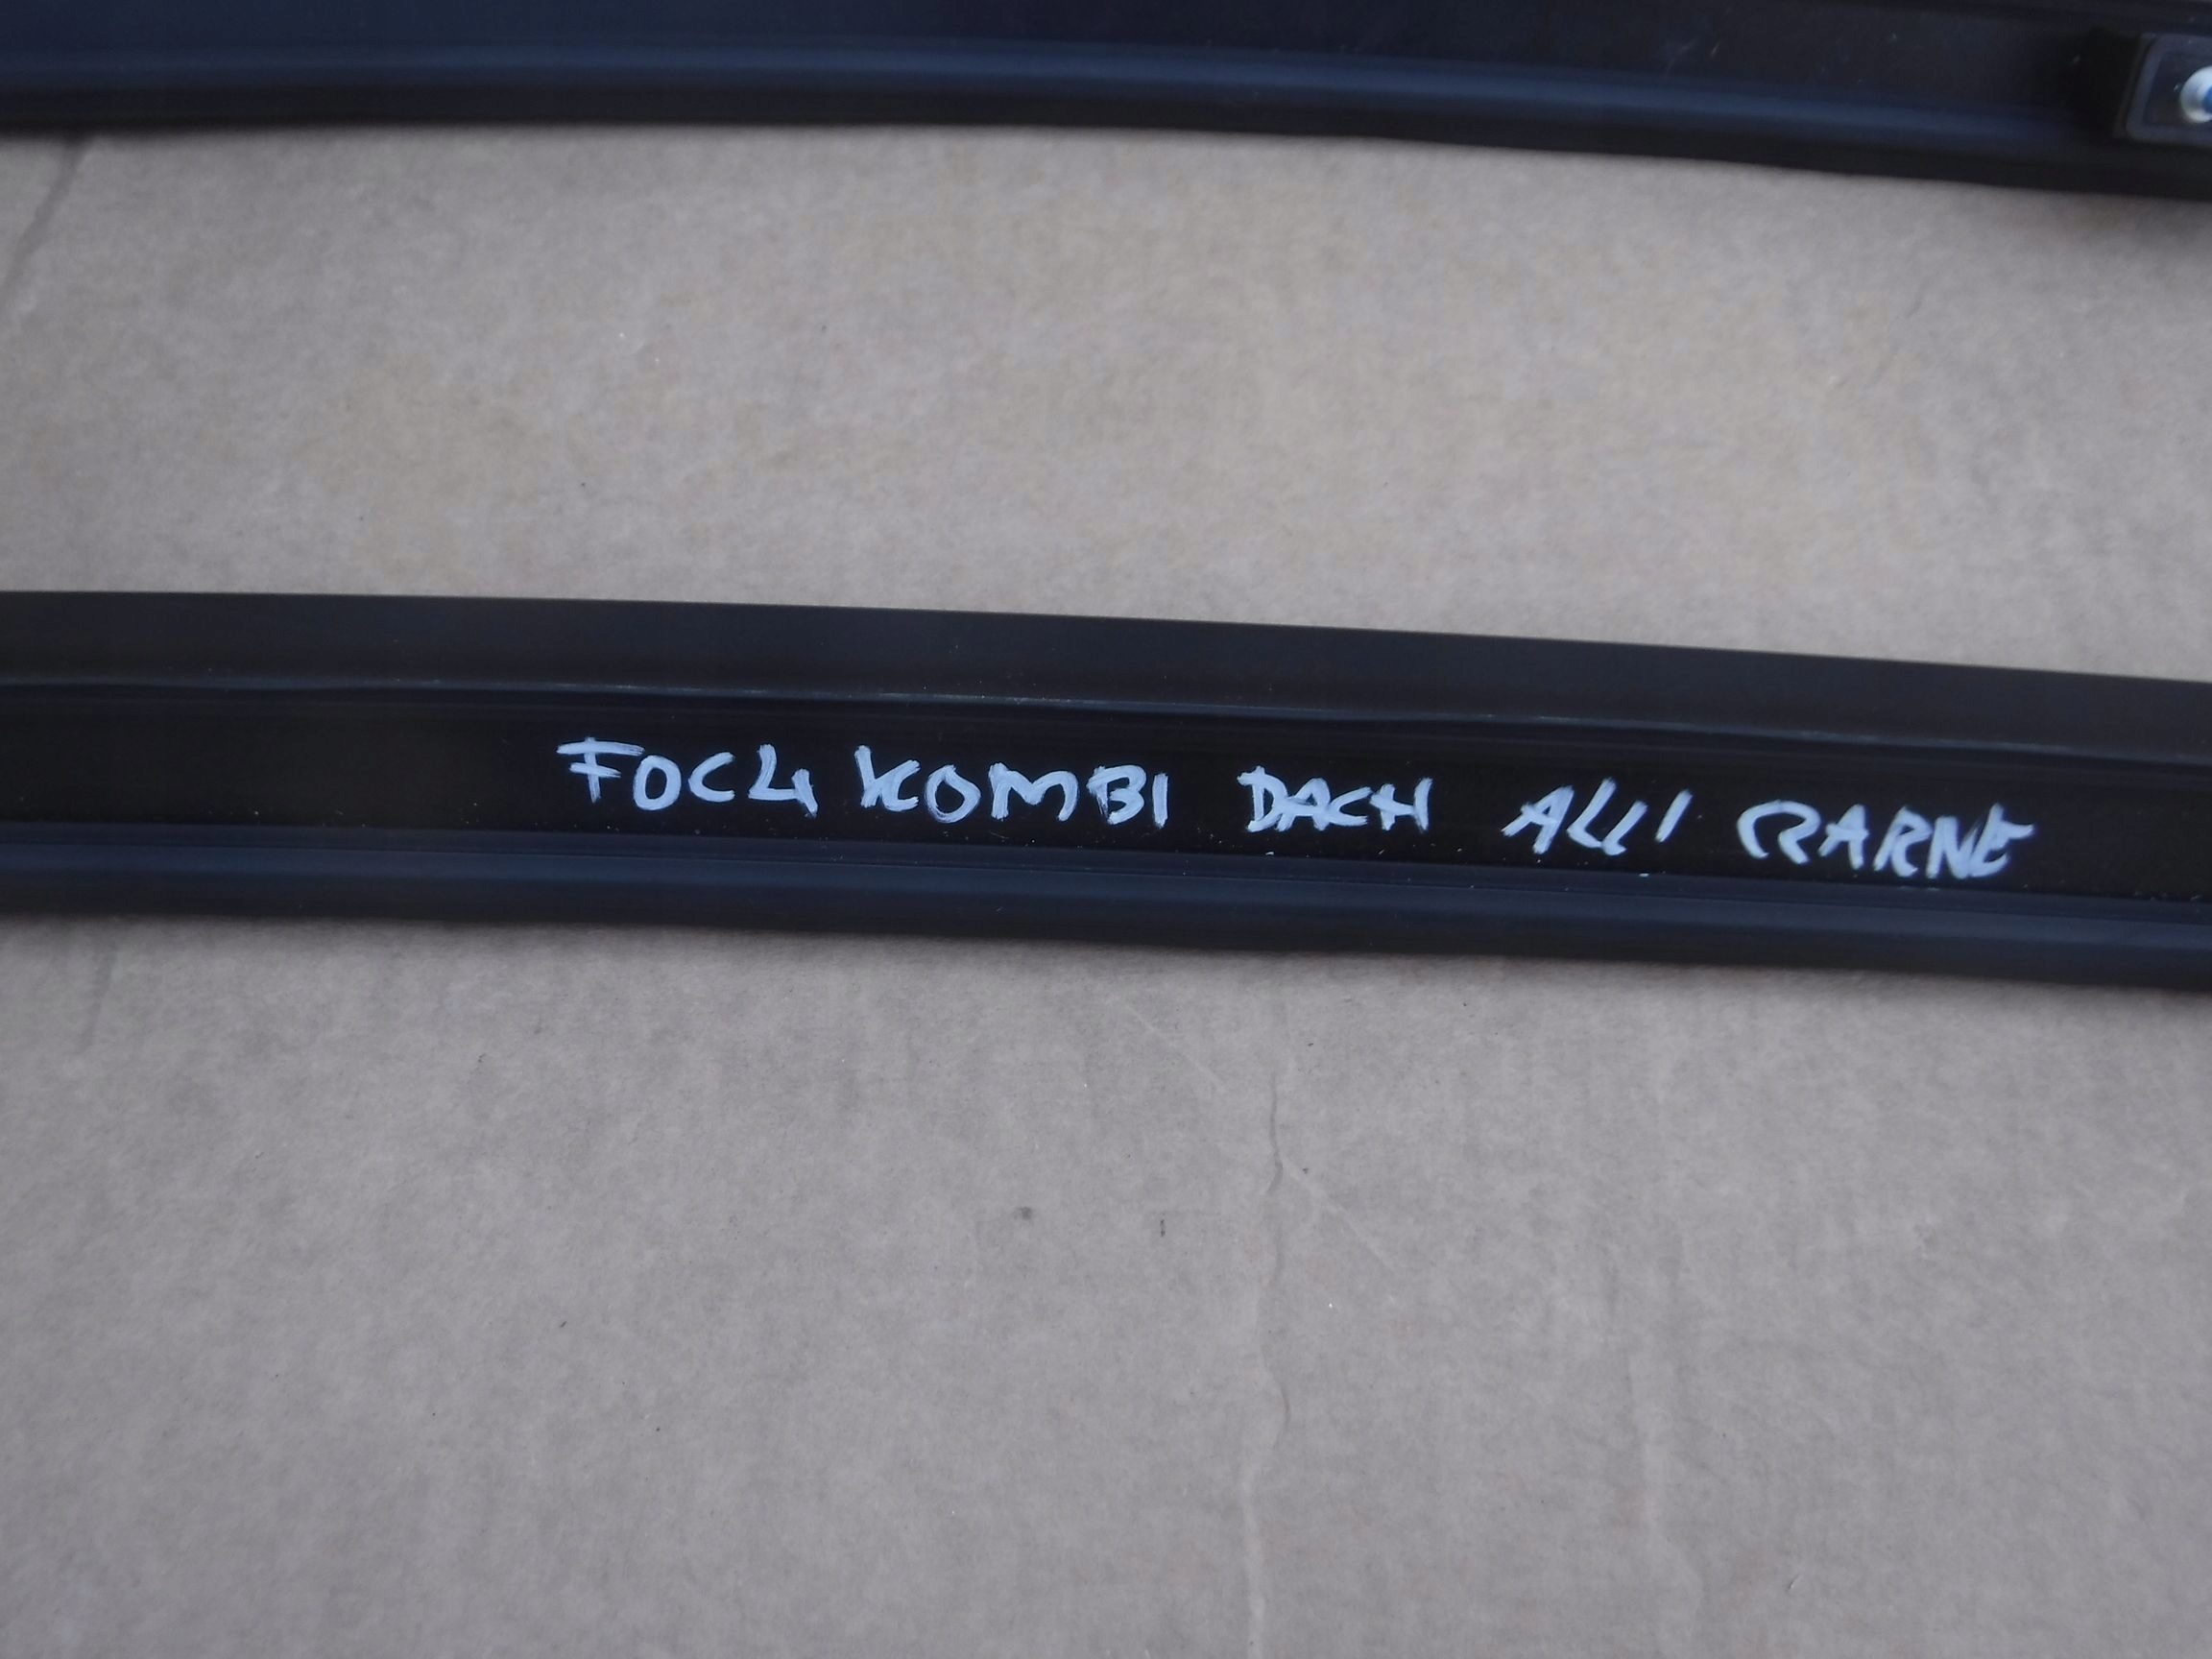 FOC4 KOMBI DACH ALU CZARNE